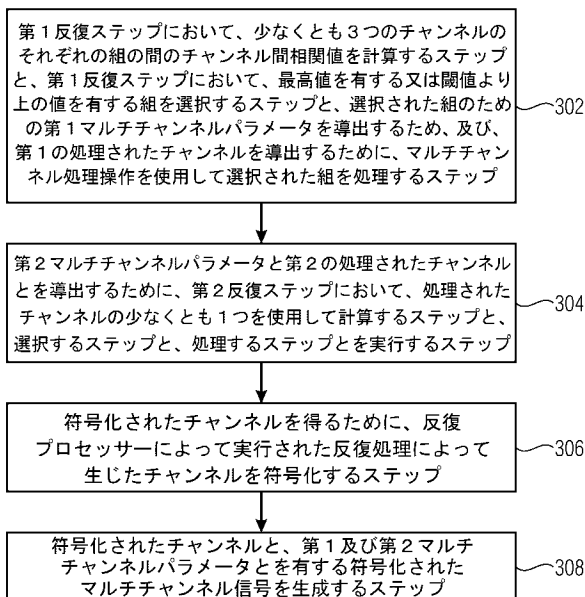 第１反復ステップにおいて、少なくとも３つのチャンネルの
それぞれの組の間のチャンネル間相関値を計算するステップ
と、第１反復ステップにおいて、最高値を有する又は閾値より
上の値を有する組を選択するステップと、選択された組のため
の第１マルチチャンネルパラメータを導出するため、及び、
第１の処理されたチャンネルを導出するために、マルチチャン
ネル処理操作を使用して選択された組を処理するステップ
302
第２マルチチャンネルパラメータと第２の処理されたチャンネル
とを導出するために、第２反復ステップにおいて、処理された
チャンネルの少なくとも１つを使用して計算するステップと、
選択するステップと、処理するステップとを実行するステップ
304
符号化されたチャンネルを得るために、反復
プロセッサーによって実行された反復処理によって
生じたチャンネルを符号化するステップ
306
符号化されたチャンネルと、第１及び第２マルチ
チャンネルパラメータとを有する符号化された
マルチチャンネル信号を生成するステップ
308